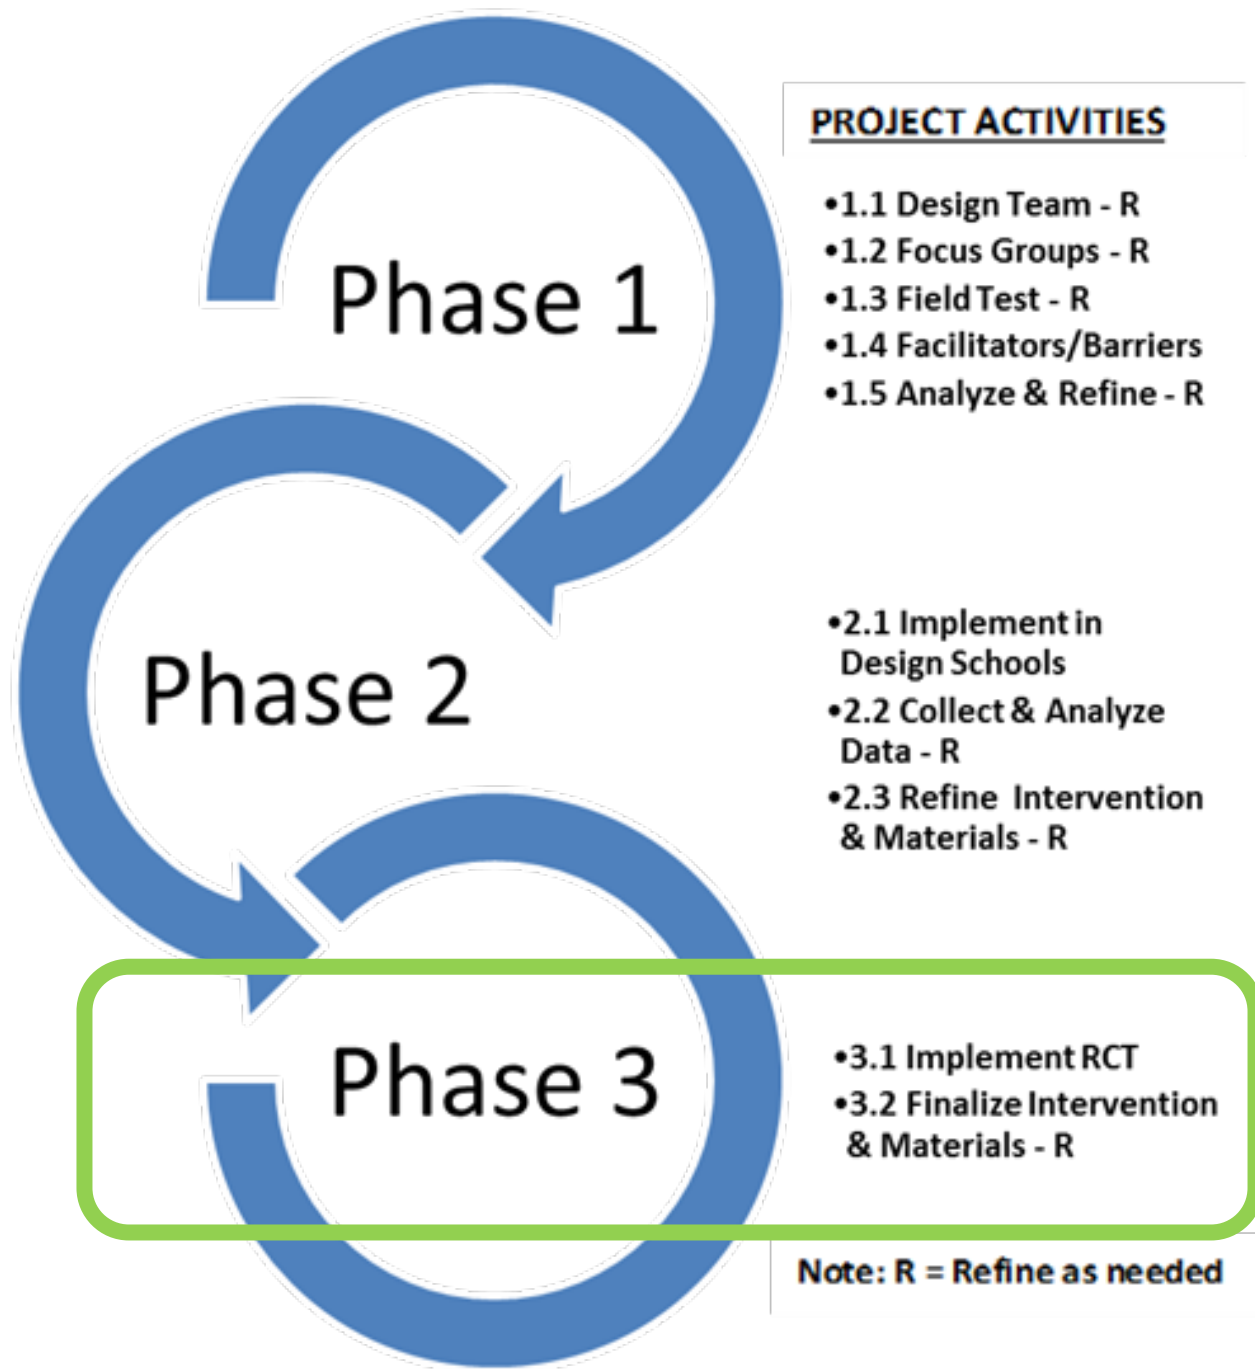 PROJECT ACTIVITIES
Phase 1
•1.1 Design Team - R
•1.2 Focus Groups - R
•1.3 Field Test - R
•1.4 Facilitators/Barriers
•1.5 Analyze & Refine - R
Phase 2
•2.1 Implement in
Design Schools
•2.2 Collect & Analyze
Data - R
•2.3 Refine Intervention
& Materials - R
Phase 3
•3.1 Implement RCT
•3.2 Finalize Intervention
& Materials - R
Note: R = Refine as needed